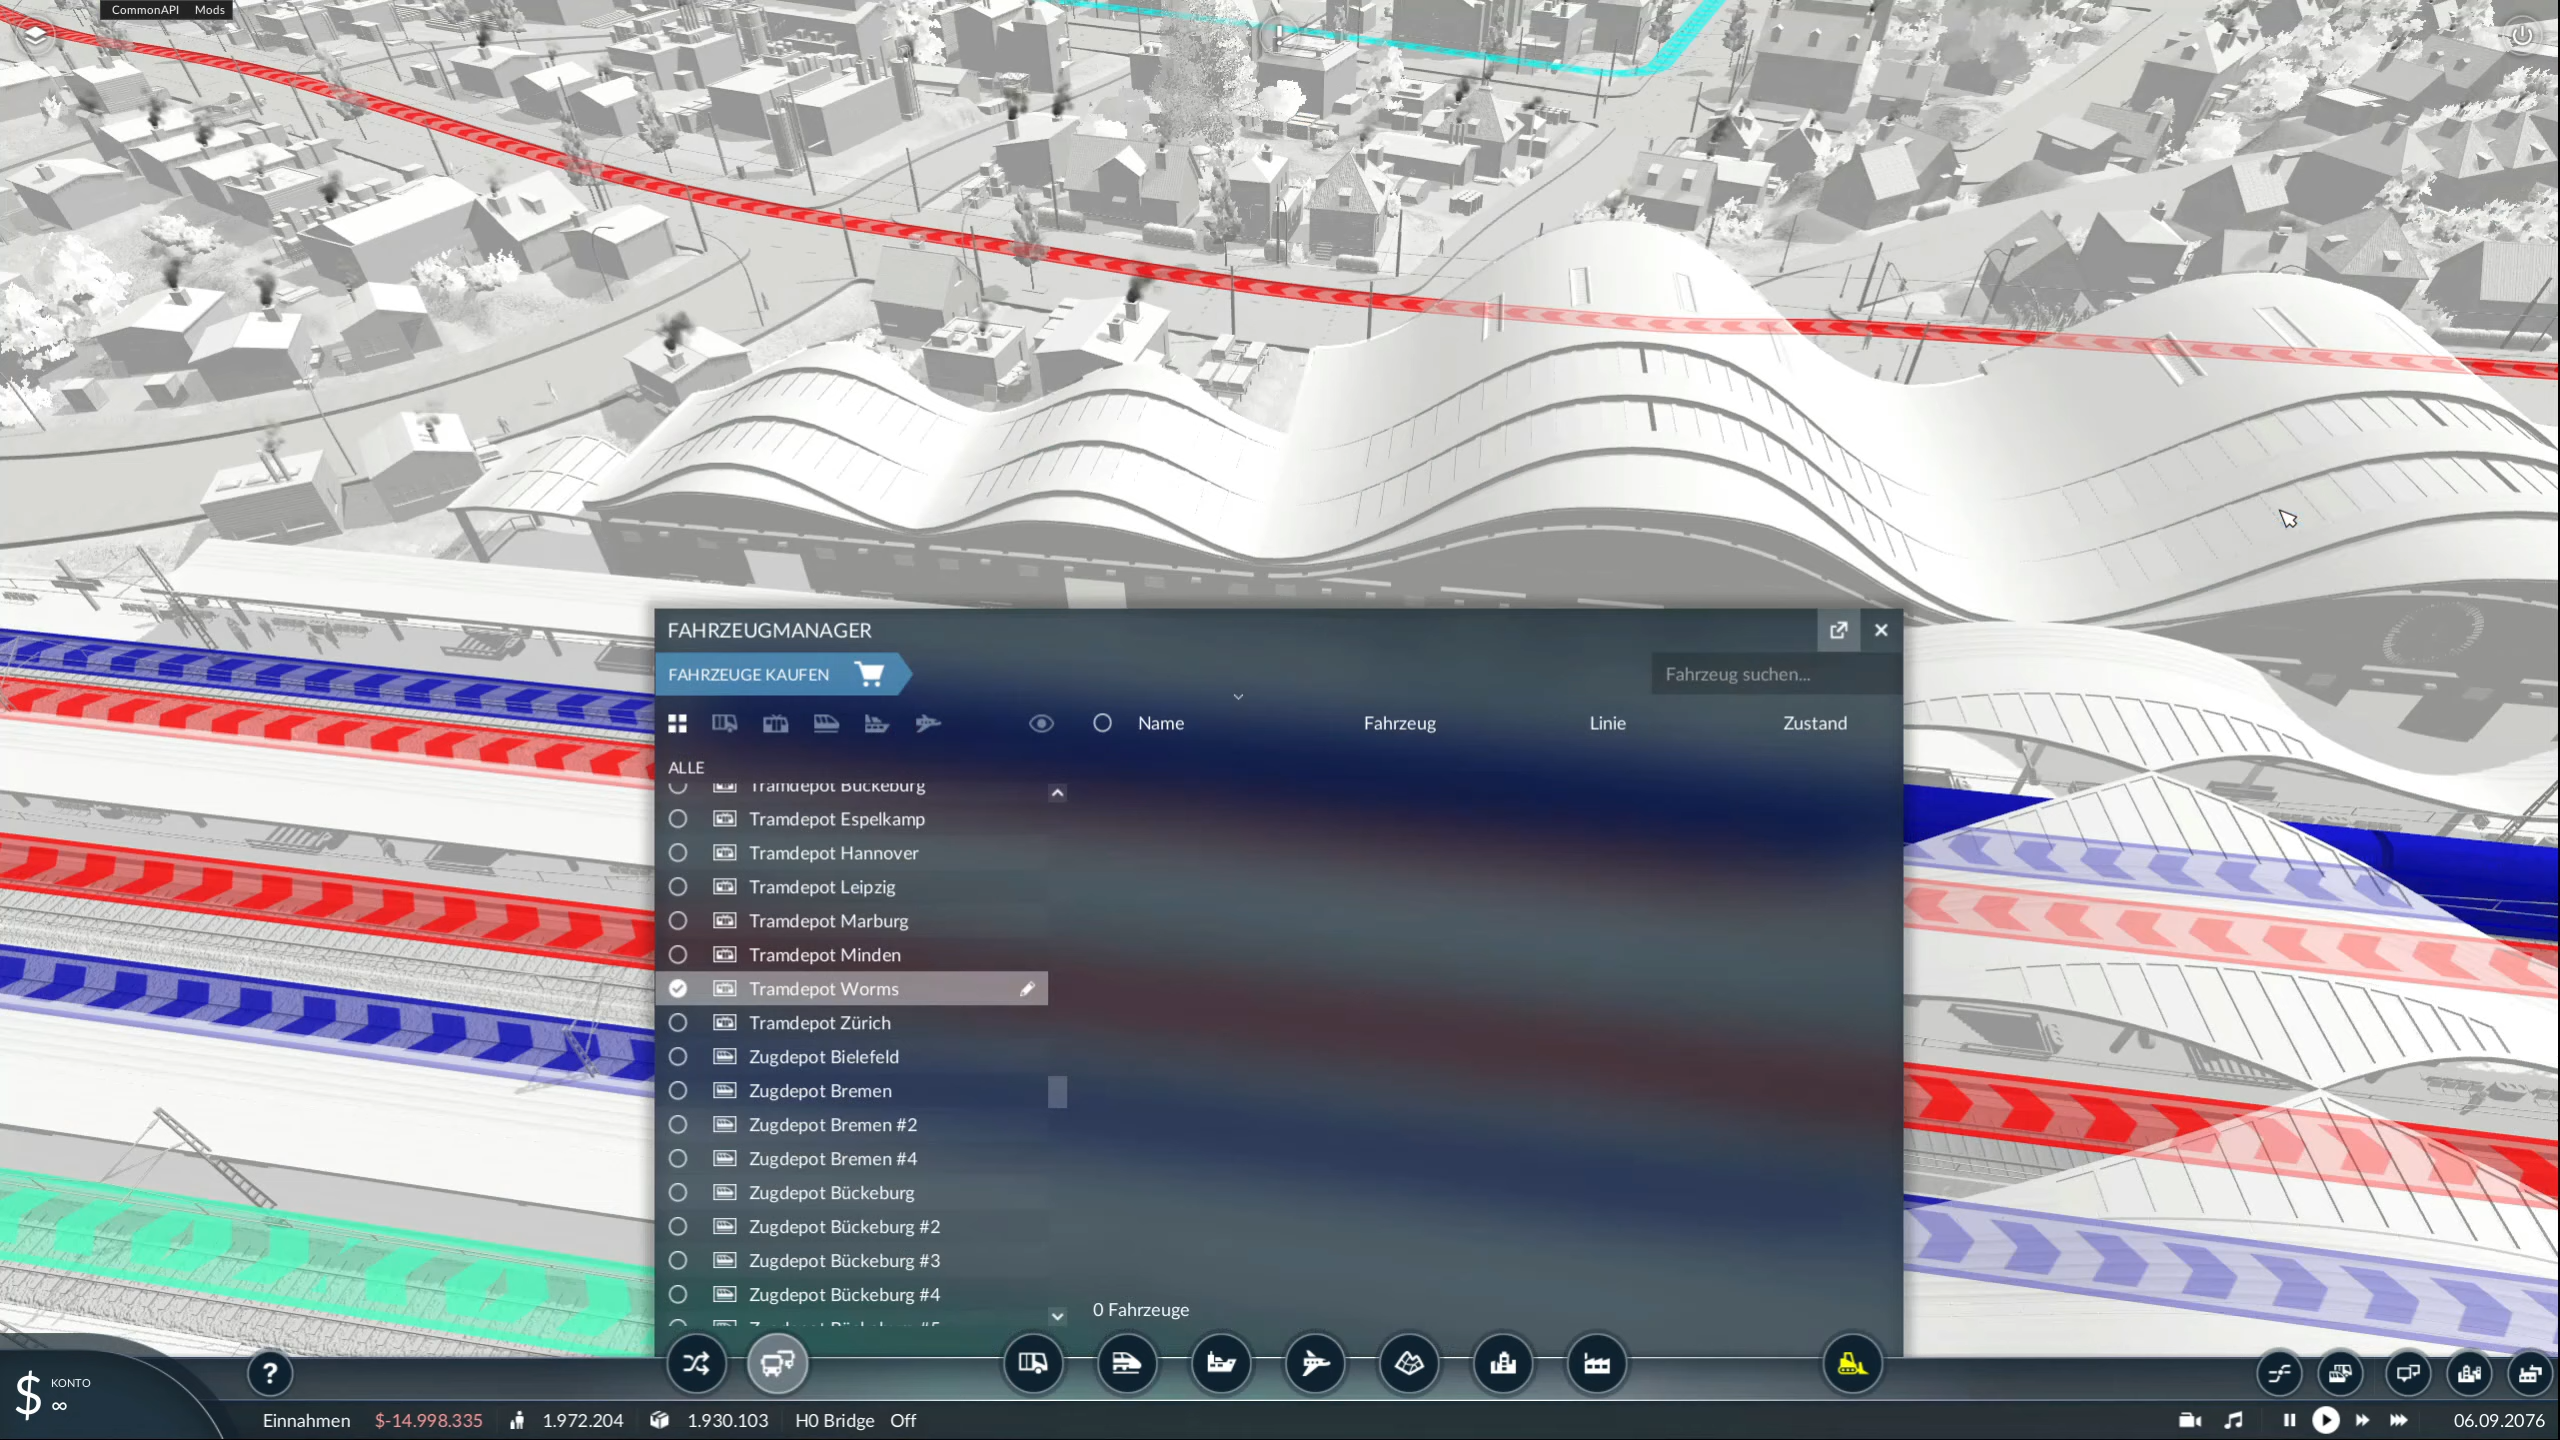 CommonAPI Mods
FAHRZEUGMANAGER
FAHRZEUGE KAUFEN
Fahrzeug suchen...
Name Fahrzeug Linie Zustand
ALLE
Tramdepot Bückeburg
Tramdepot Espelkamp
Tramdepot Hannover
Tramdepot Leipzig
Tramdepot Marburg
Tramdepot Minden
Tramdepot Worms
Tramdepot Zürich
Zugdepot Bielefeld
Zugdepot Bremen
Zugdepot Bremen #2
Zugdepot Bremen #4
Zugdepot Bückeburg
Zugdepot Bückeburg #2
Zugdepot Bückeburg #3
Zugdepot Bückeburg #4
0 Fahrzeuge
?
$ KONTO
∞
Einnahmen $-14.998.335 1.972.204 1.930.103 H0 Bridge Off 06.09.2076